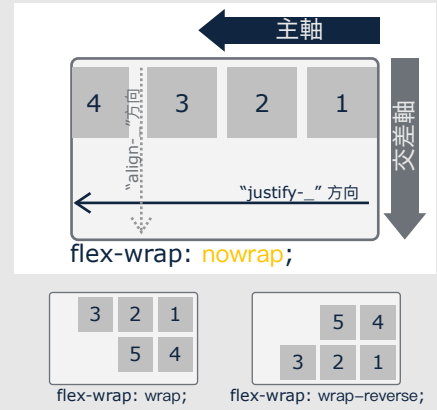 主軸
4 3 2 1
交差軸
“align-_”方向
“justify-_” 方向
flex-wrap: nowrap;
3 2 1
5 4
flex-wrap: wrap;
5 4
3 2 1
flex-wrap: wrap-reverse;